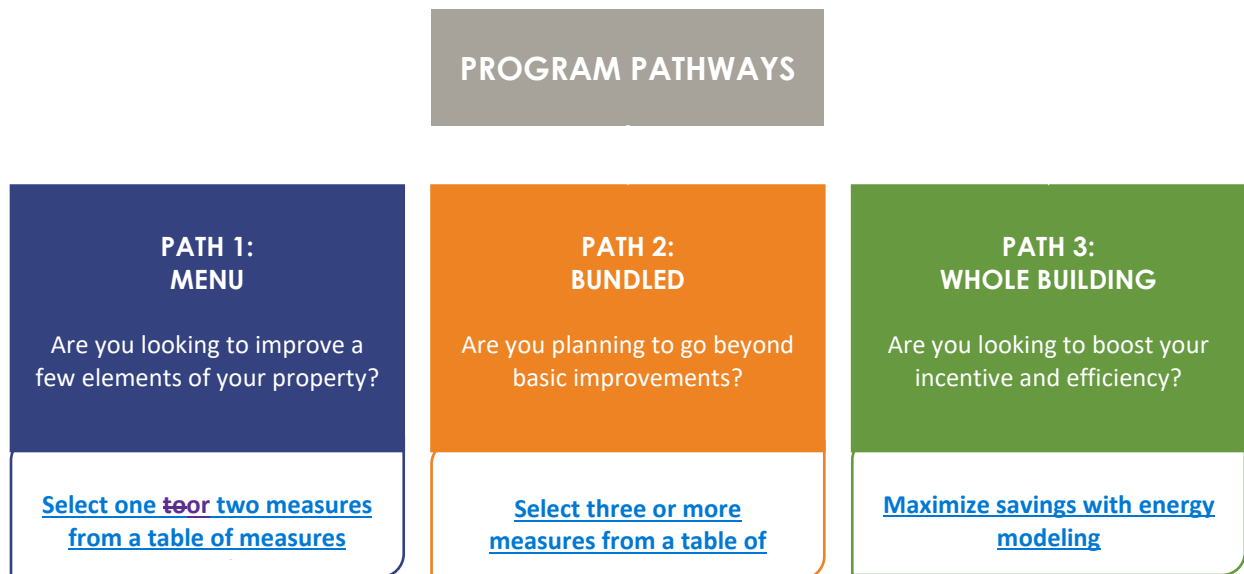 PROGRAM PATHWAYS
PATH 1:
MENU
Are you looking to improve a
few elements of your property?
Select one toor two measures
from a table of measures
PATH 2:
BUNDLED
Are you planning to go beyond
basic improvements?
Select three or more
measures from a table of
PATH 3:
WHOLE BUILDING
Are you looking to boost your
incentive and efficiency?
Maximize savings with energy
modeling